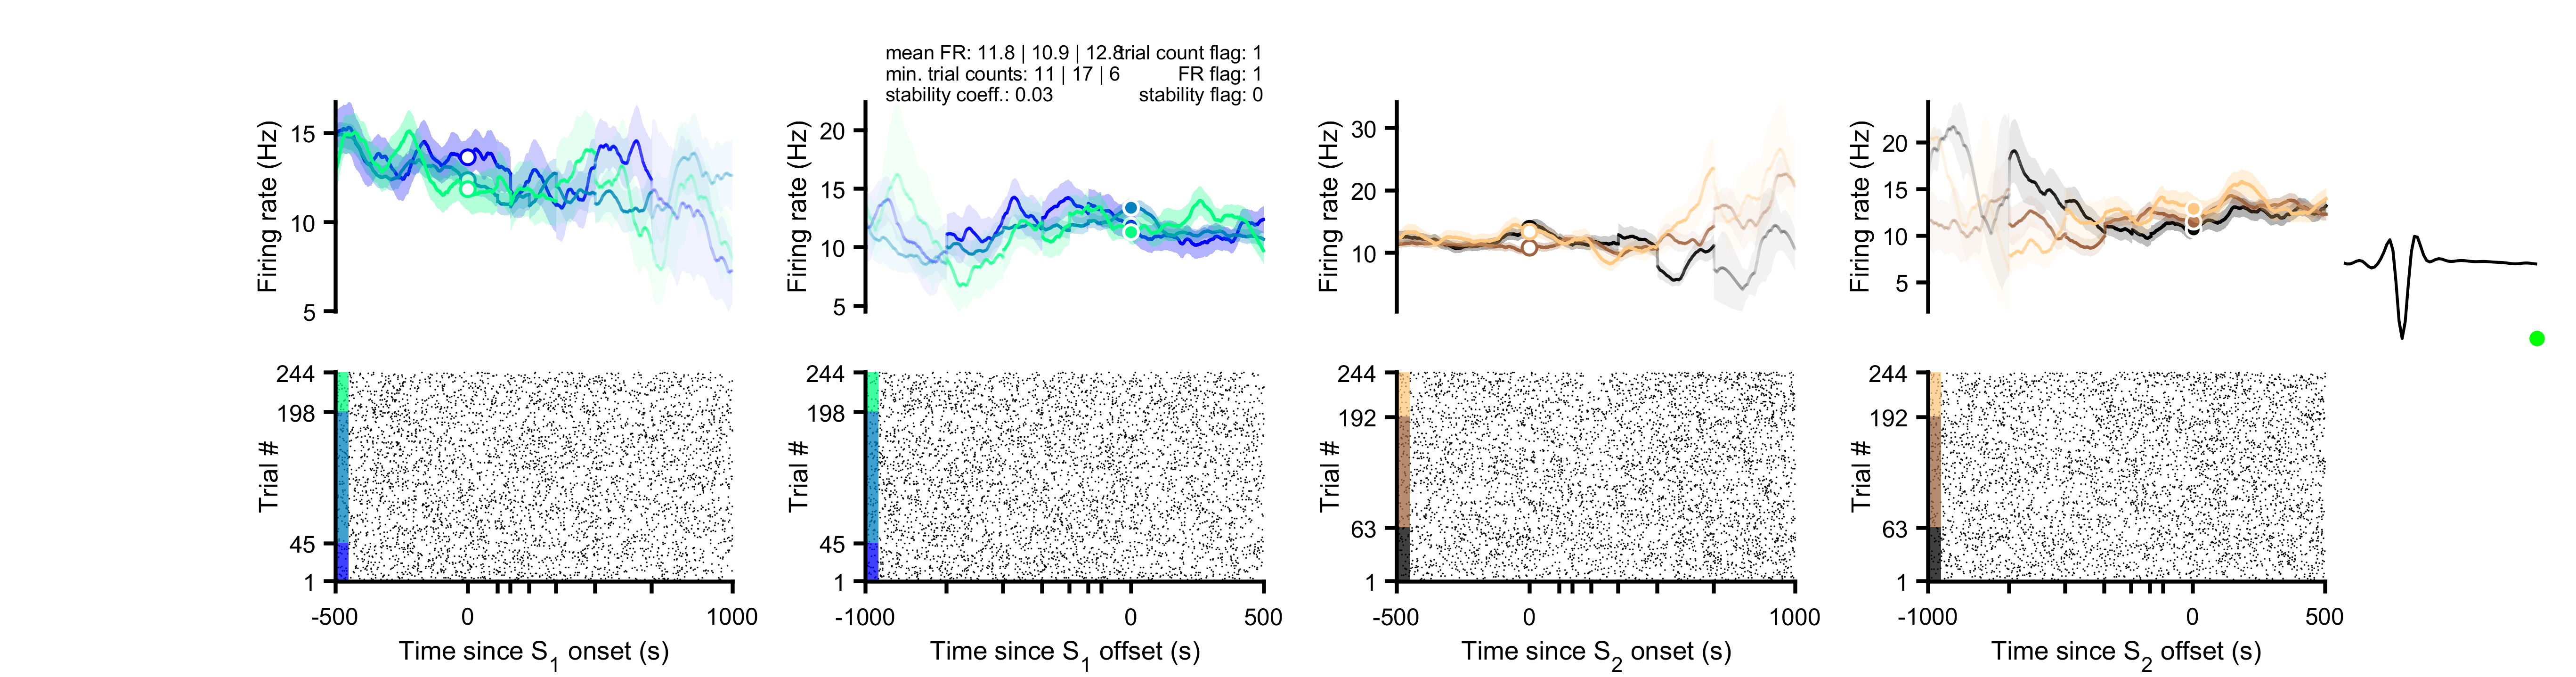 mean FR: 11.8 | 10.9 | 12.8
trial count flag: 1
min. trial counts: 11 | 17 | 6
FR flag: 1
stability coeff.: 0.03
stability flag: 0
Firing rate (Hz)
15
10
5
Firing rate (Hz)
20
15
10
5
Firing rate (Hz)
30
20
10
Firing rate (Hz)
20
15
10
5
Trial #
244
198
45
1
-500
0
1000
Time since S1 onset (s)
Trial #
244
198
45
1
-1000
0
500
Time since S1 offset (s)
Trial #
244
192
63
1
-500
0
1000
Time since S2 onset (s)
Trial #
244
192
63
1
-1000
0
500
Time since S2 offset (s)